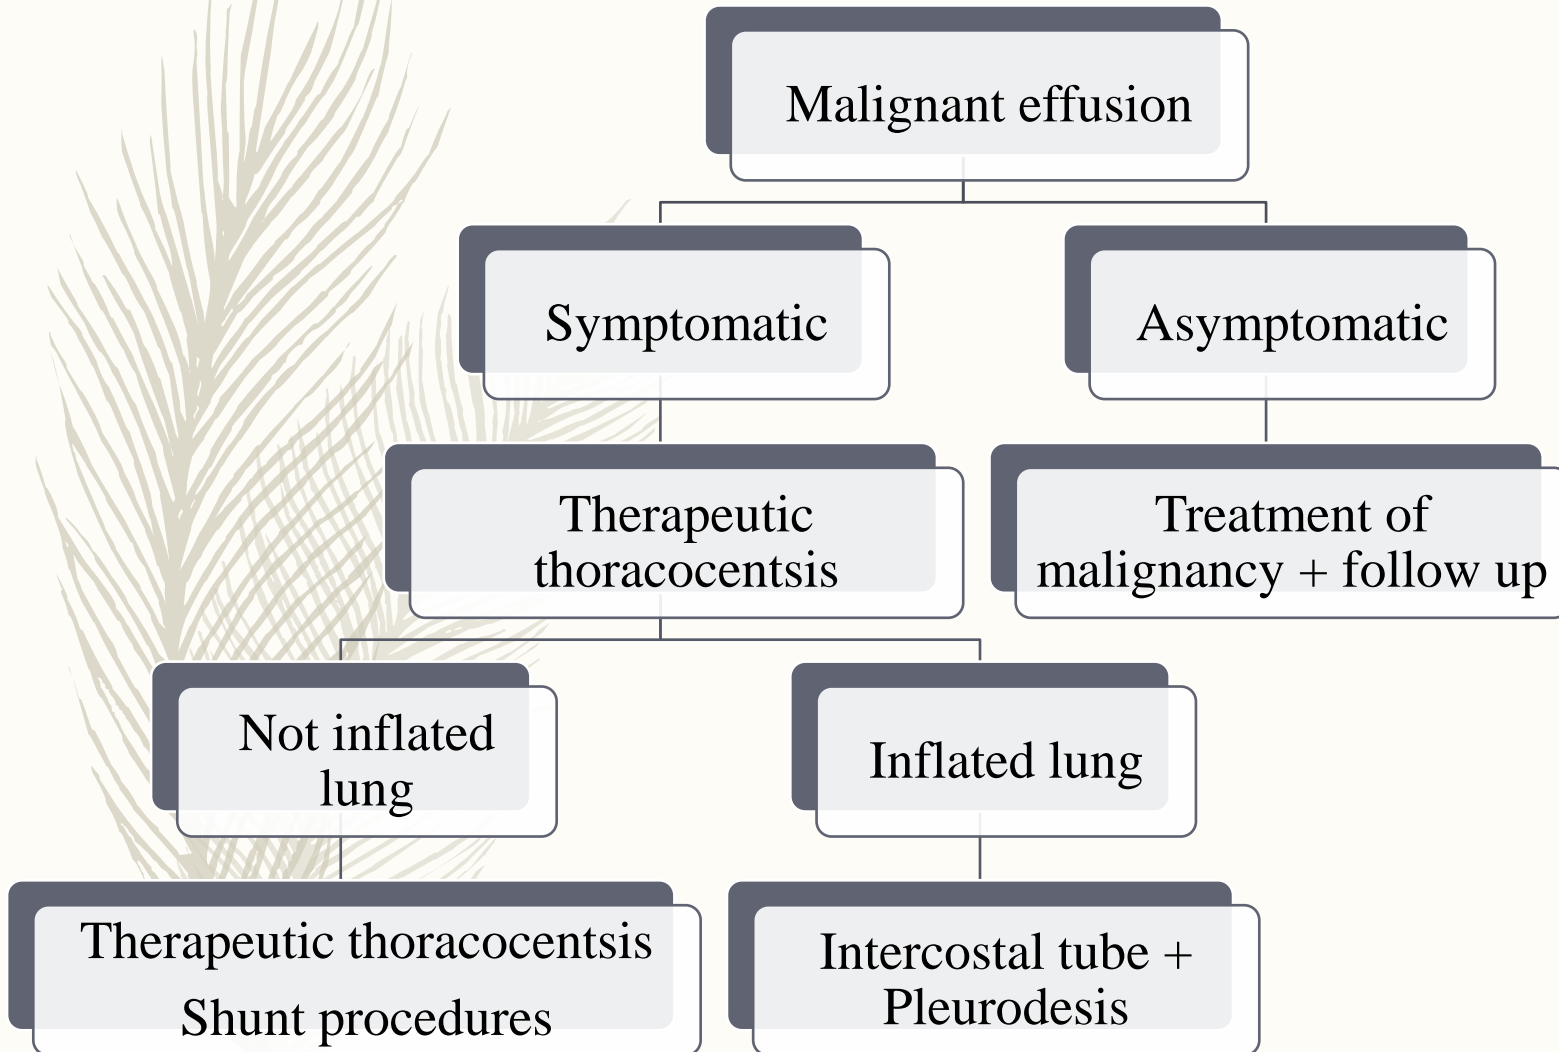 Malignant effusion
Symptomatic
Asymptomatic
Therapeutic
thoracocentsis
Treatment of
malignancy + follow up
Not inflated
lung
Inflated lung
Therapeutic thoracocentsis
Shunt procedures
Intercostal tube +
Pleurodesis